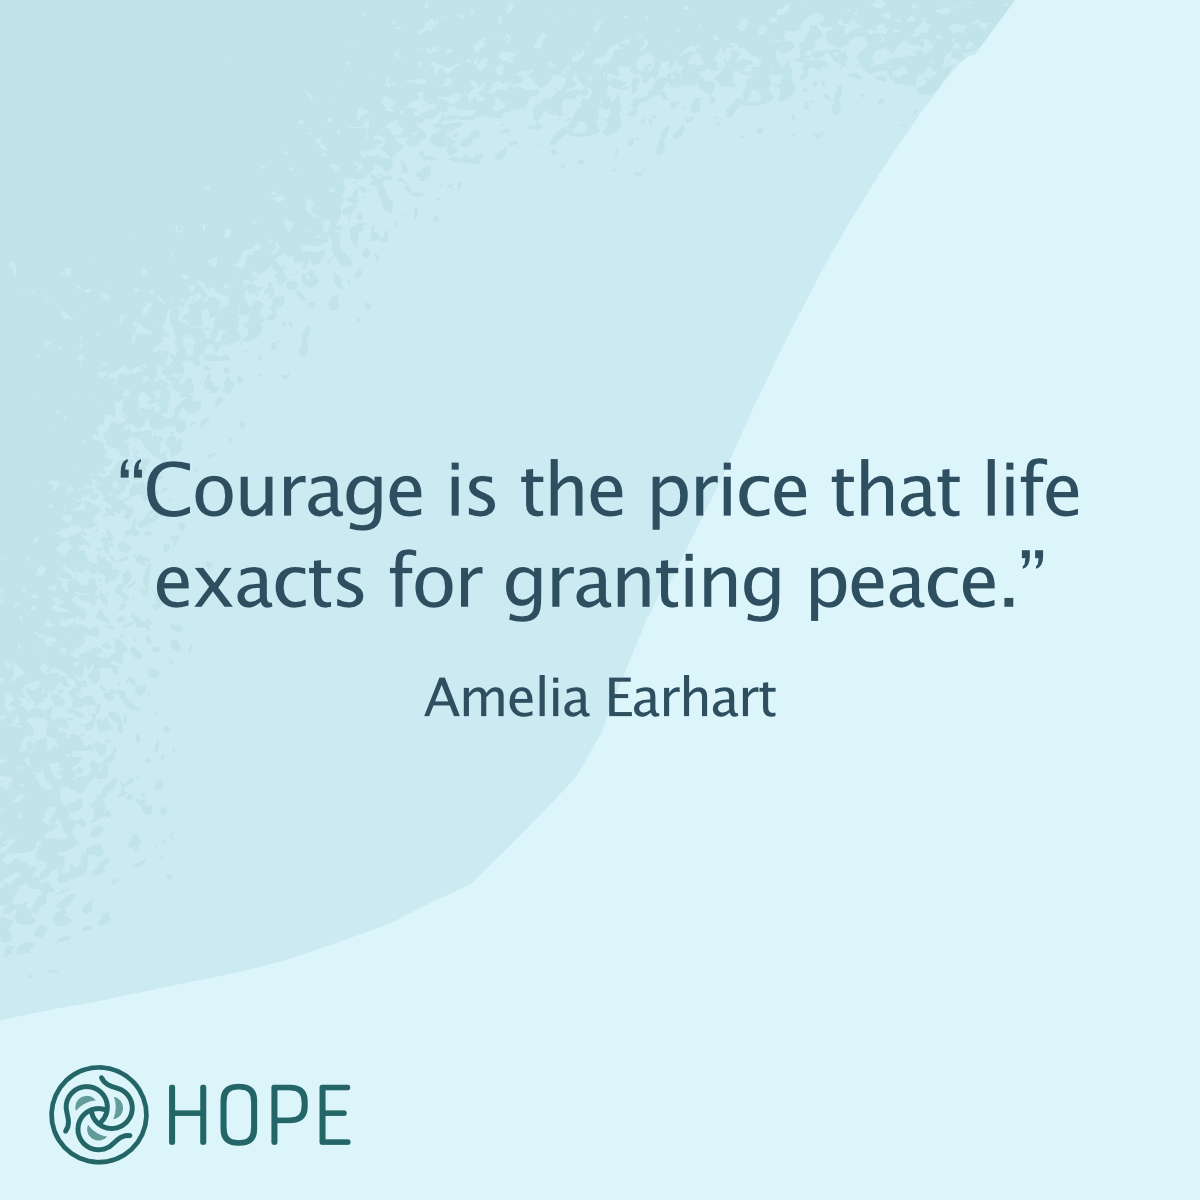 “Courage is the price that life
exacts for granting peace.”
Amelia Earhart
HOPE